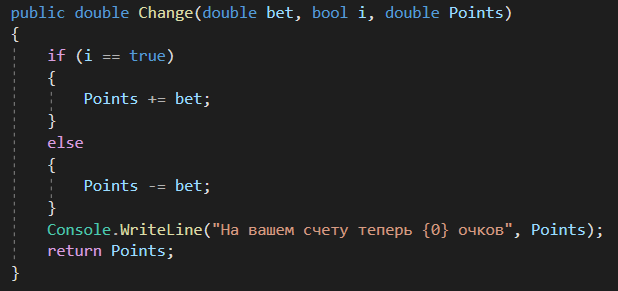 public double Change(double bet, bool i, double Points)
{
    if (i == true)
    {
        Points += bet;
    }
    else
    {
        Points -= bet;
    }
    Console.WriteLine("На вашем счету теперь {0} очков", Points);
    return Points;
}